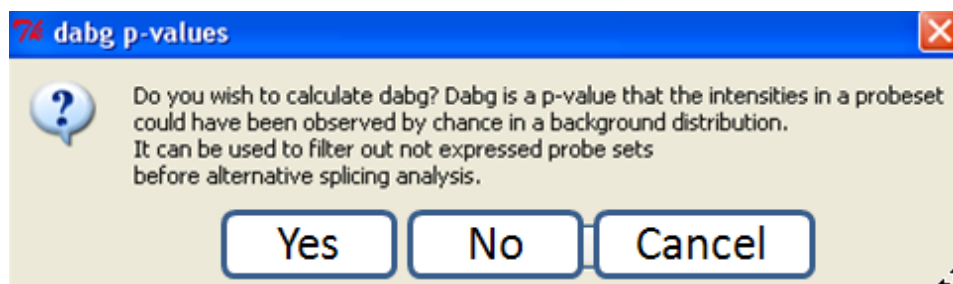 7k dabg p-values
Do you wish to calculate dabg? Dabg is a p-value that the intensities in a probeset
could have been observed by chance in a background distribution.
It can be used to filter out not expressed probe sets
before alternative splicing analysis.
Yes No Cancel